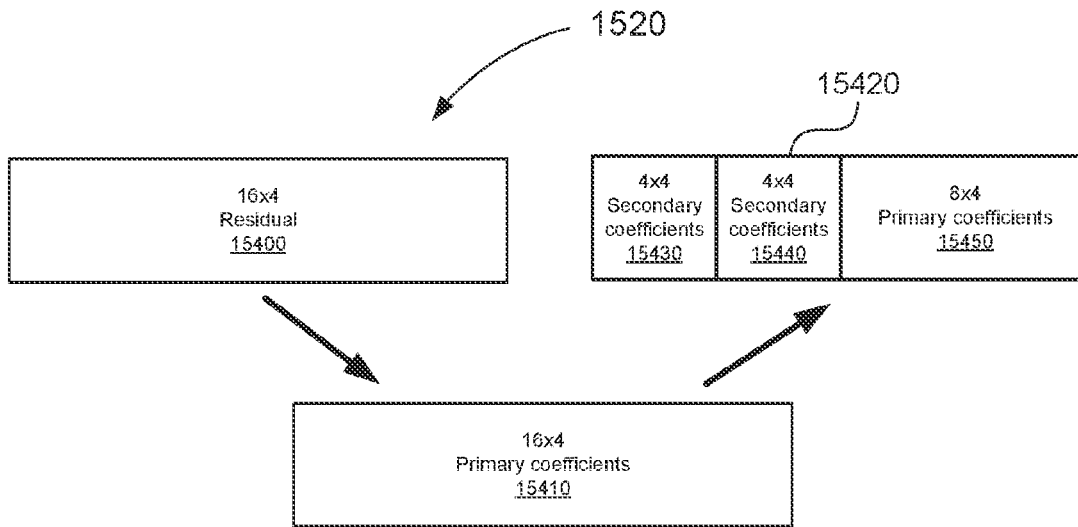 1520
15420
16x4
Residual
15400
4x4
Secondary
coefficients
15430
4x4
Secondary
coefficients
15440
8x4
Primary coefficients
15450
16x4
Primary coefficients
15410